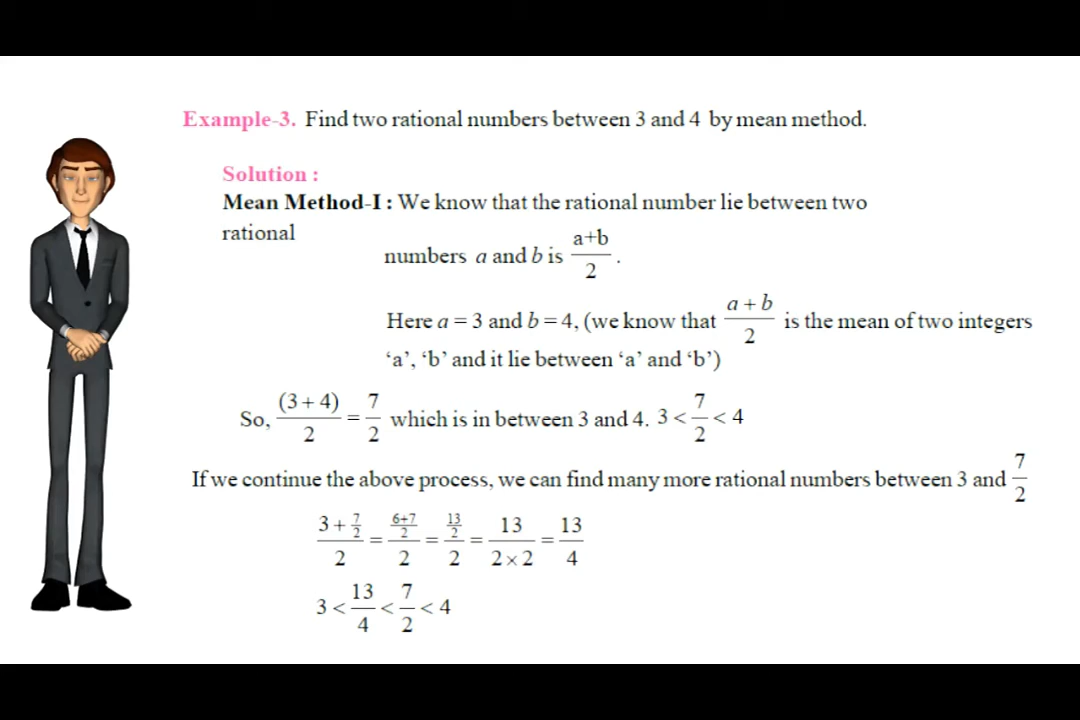 Example-3. Find two rational numbers between 3 and 4 by mean method.
Solution :
Mean Method-I : We know that the rational number lie between two
rational
numbers a and b is (a+b)/2 .
Here a = 3 and b = 4, (we know that (a + b)/2 is the mean of two integers
‘a’, ‘b’ and it lie between ‘a’ and ‘b’)
So, (3 + 4)/2 = 7/2 which is in between 3 and 4. 3 < 7/2 < 4
If we continue the above process, we can find many more rational numbers between 3 and 7/2
(3 + 7/2)/2 = ((6+7)/2)/2 = (13/2)/2 = 13/(2 × 2) = 13/4
3 < 13/4 < 7/2 < 4